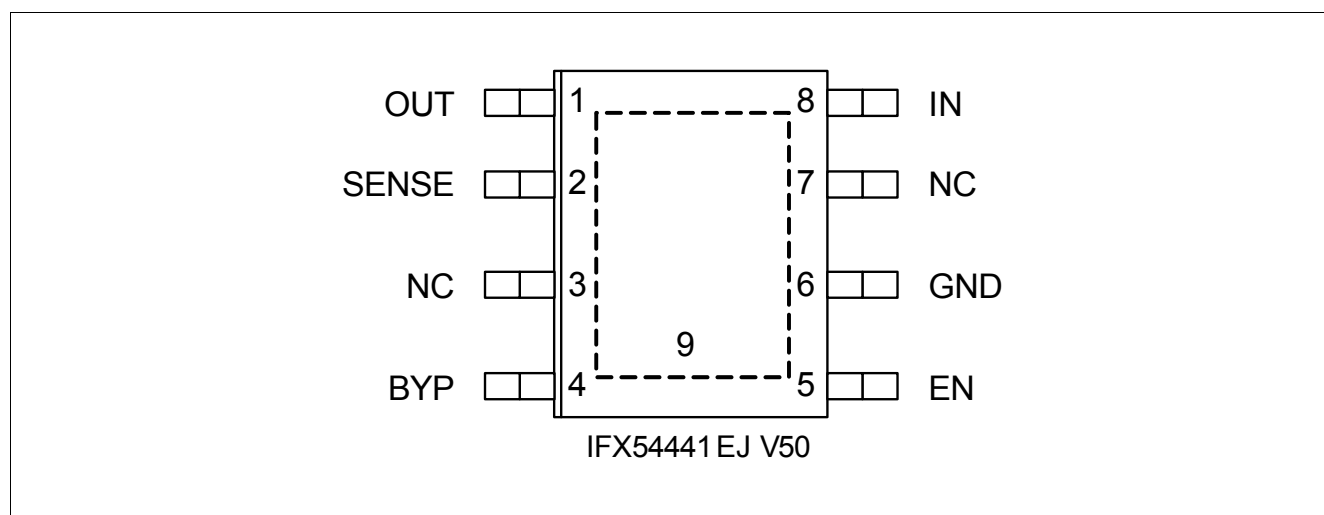 OUT 1 8 IN
SENSE 2 7 NC
NC 3 6 GND
9
BYP 4 5 EN
IFX54441EJ V50